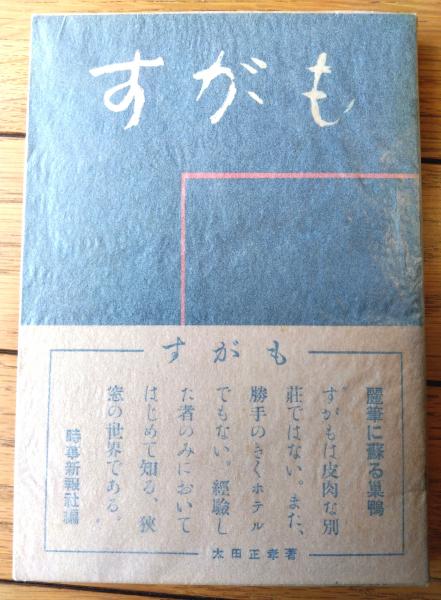 すがも
すがも
麗筆に蘇る巣鴨
すがもは皮肉な別
荘ではない。また、
勝手のきくホテル
でもない。經驗し
た者のみにおいて
はじめて知る、狹
窓の世界である。
時事新報社編
太田正孝著